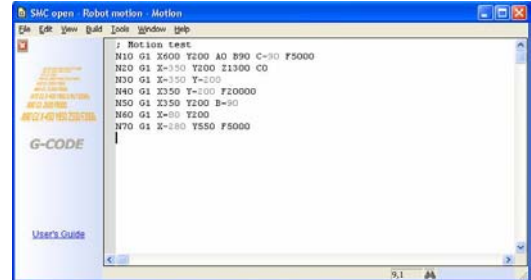 SMC open - Robot motion - Motion
File Edit View Build Tools Window Help
; Motion test
N10 G1 X600 Y200 A0 B90 C-90 F5000
N20 G1 X-350 Y200 Z1300 C0
N30 G1 X-350 Y-200
N40 G1 X350 Y-200 F20000
N50 G1 X350 Y200 B-90
N60 G1 X-80 Y200
N70 G1 X-280 Y550 F5000
G-CODE
User's Guide
9,1